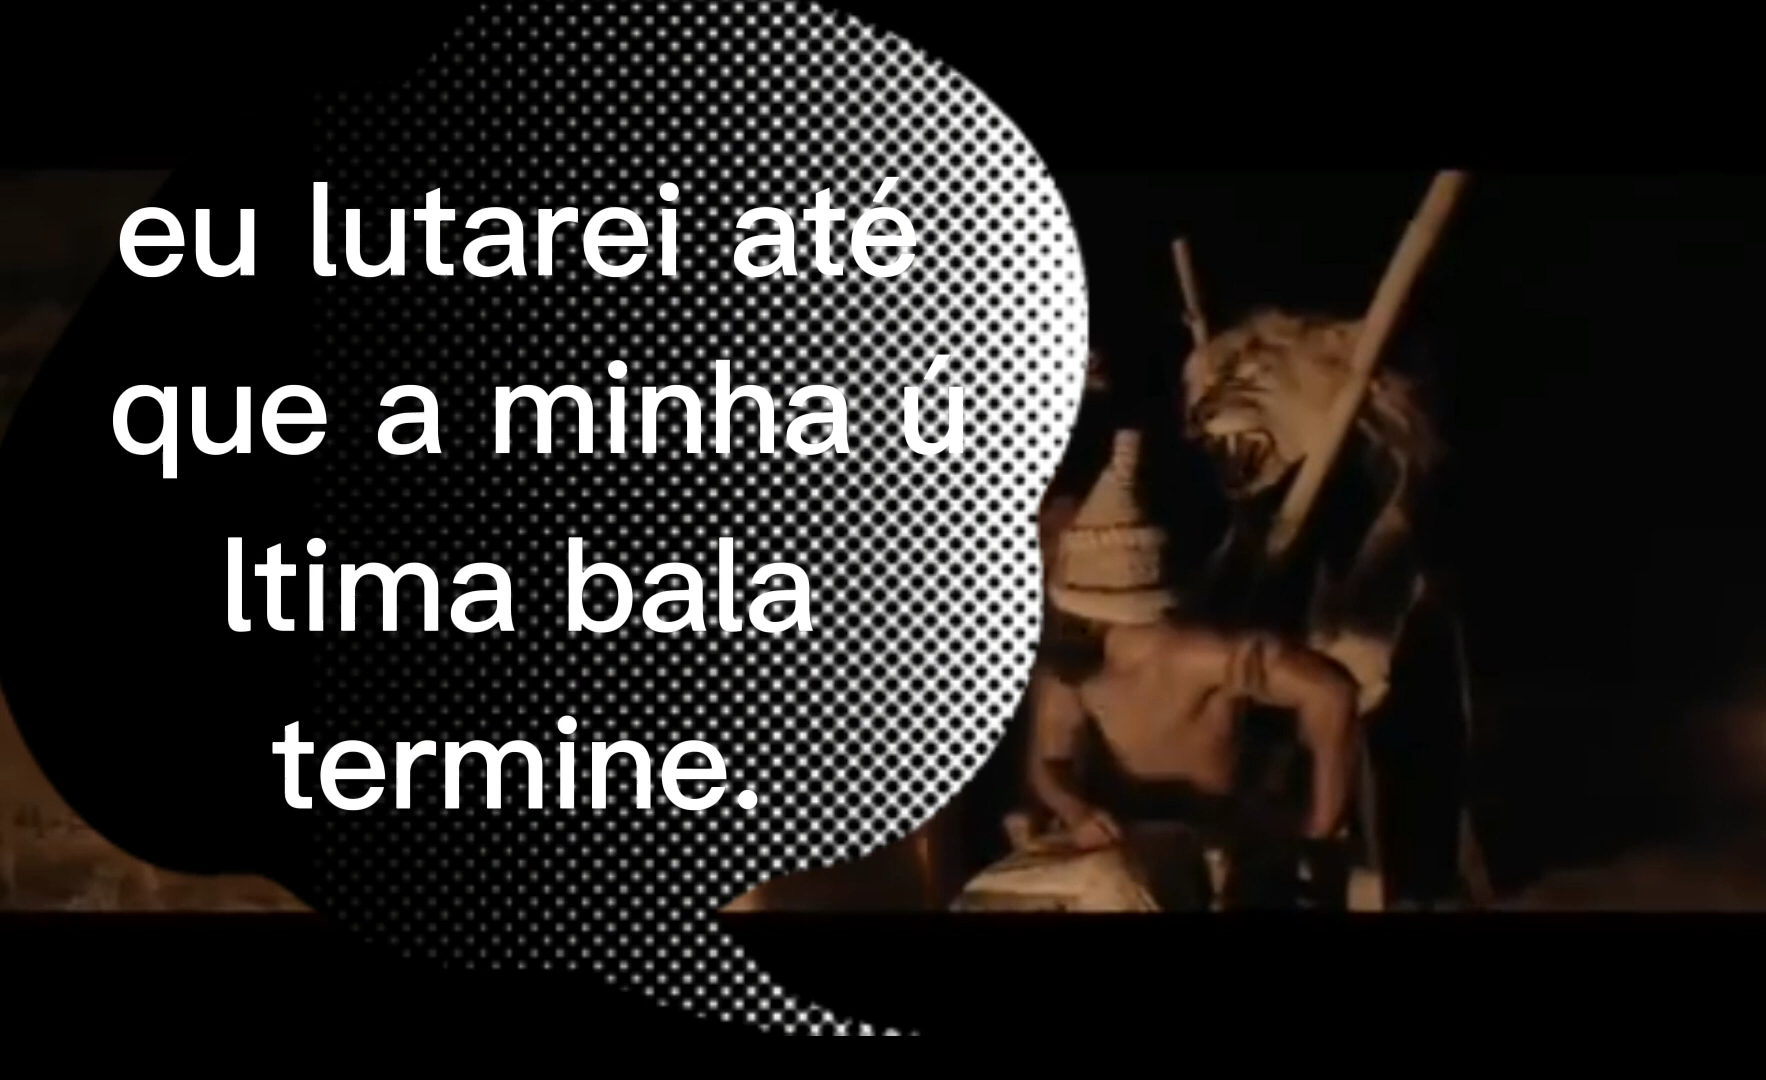 eu lutarei até
que a minha ú
ltima bala
termine.